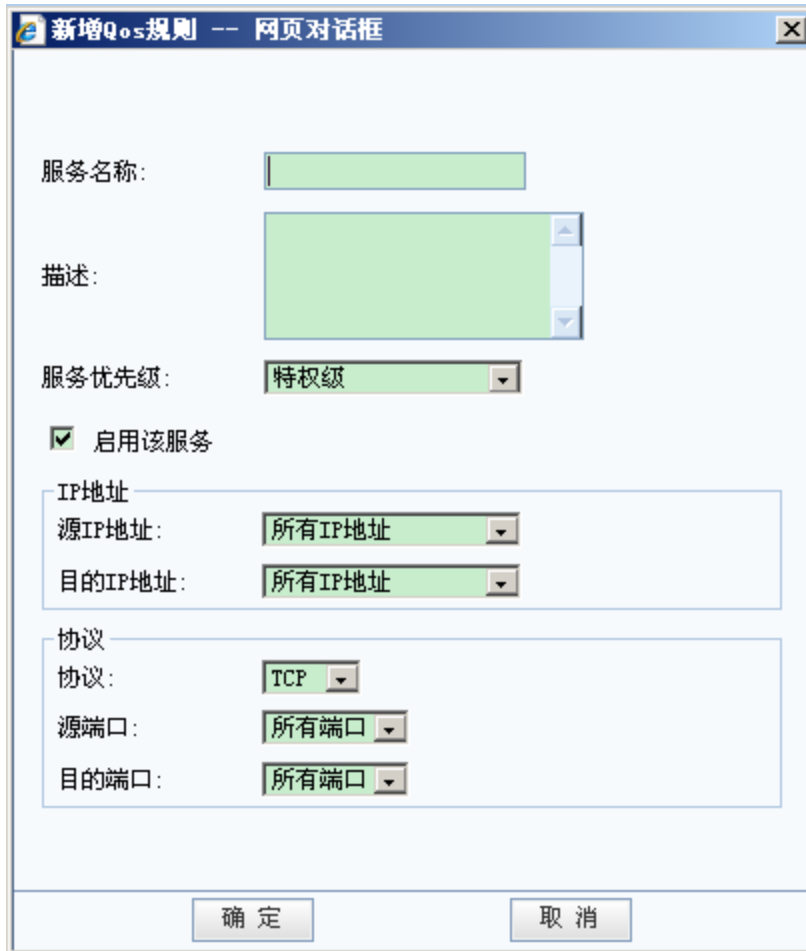 新增Qos规则 -- 网页对话框
服务名称:
描述:
服务优先级: 特权级
启用该服务
IP地址
源IP地址: 所有IP地址
目的IP地址: 所有IP地址
协议
协议: TCP
源端口: 所有端口
目的端口: 所有端口
确 定 取 消